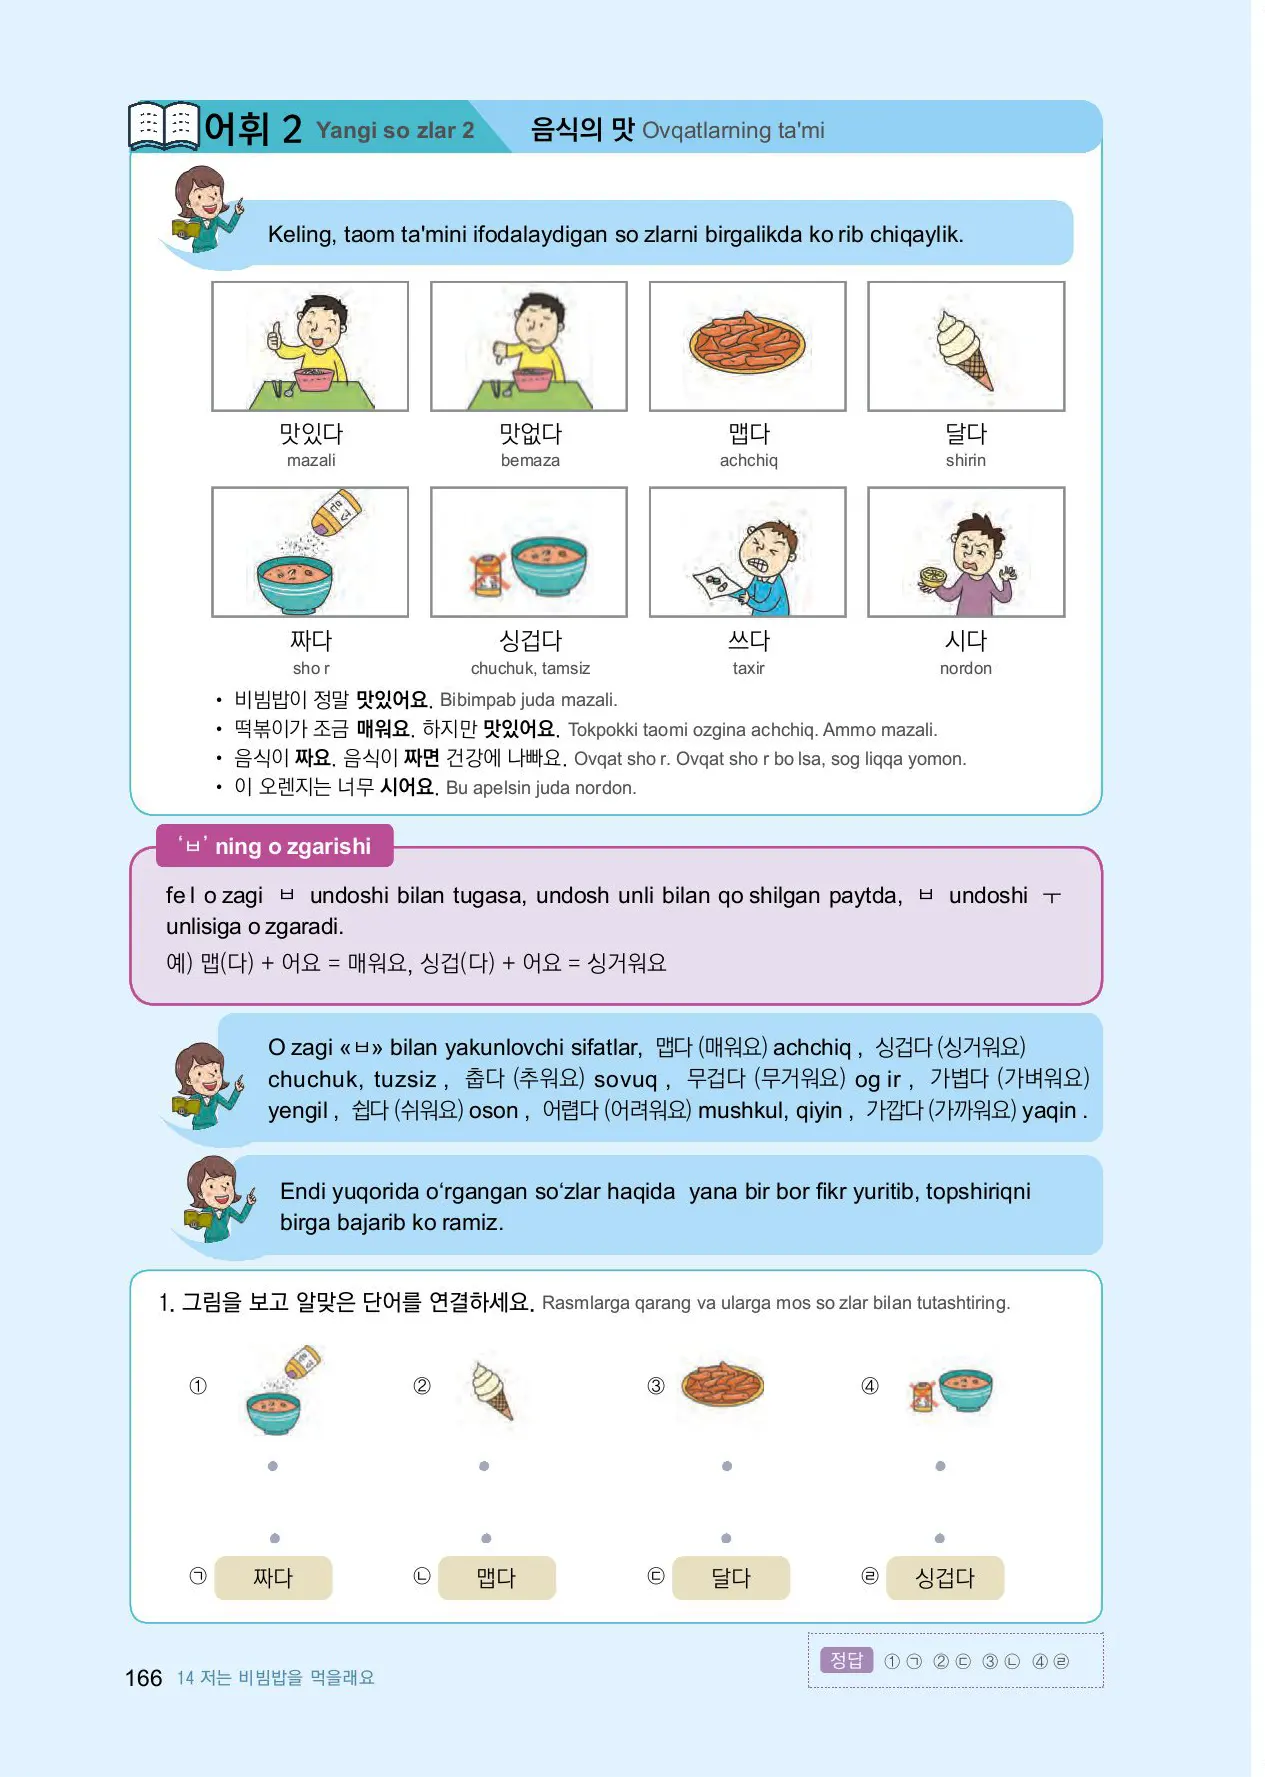 어휘 2 Yangi so zlar 2 음식의 맛 Ovqatlarning ta'mi
Keling, taom ta'mini ifodalaydigan so zlarni birgalikda ko rib chiqaylik.
맛있다 맛없다 맵다 달다
mazali bemaza achchiq shirin
짜다 싱겁다 쓰다 시다
sho r chuchuk, tamsiz taxir nordon
• 비빔밥이 정말 맛있어요. Bibimpab juda mazali.
• 떡볶이가 조금 매워요. 하지만 맛있어요. Tokpokki taomi ozgina achchiq. Ammo mazali.
• 음식이 짜요. 음식이 짜면 건강에 나빠요. Ovqat sho r. Ovqat sho r bo lsa, sog liqqa yomon.
• 이 오렌지는 너무 시어요. Bu apelsin juda nordon.
‘ㅂ’ ning o zgarishi
fe l o zagi ㅂ undoshi bilan tugasa, undosh unli bilan qo shilgan paytda, ㅂ undoshi ㅜ
unlisiga o zgaradi.
예) 맵(다) + 어요 = 매워요, 싱겁(다) + 어요 = 싱거워요
O zagi «ㅂ» bilan yakunlovchi sifatlar, 맵다 (매워요) achchiq , 싱겁다 (싱거워요)
chuchuk, tuzsiz , 춥다 (추워요) sovuq , 무겁다 (무거워요) og ir , 가볍다 (가벼워요)
yengil , 쉽다 (쉬워요) oson , 어렵다 (어려워요) mushkul, qiyin , 가깝다 (가까워요) yaqin .
Endi yuqorida o‘rgangan so‘zlar haqida yana bir bor fikr yuritib, topshiriqni
birga bajarib ko ramiz.
1. 그림을 보고 알맞은 단어를 연결하세요. Rasmlarga qarang va ularga mos so zlar bilan tutashtiring.
① ② ③ ④
㉠ 짜다 ㉡ 맵다 ㉢ 달다 ㉣ 싱겁다
정답 ① ㉠ ② ㉢ ③ ㉡ ④ ㉣
166 14 저는 비빔밥을 먹을래요